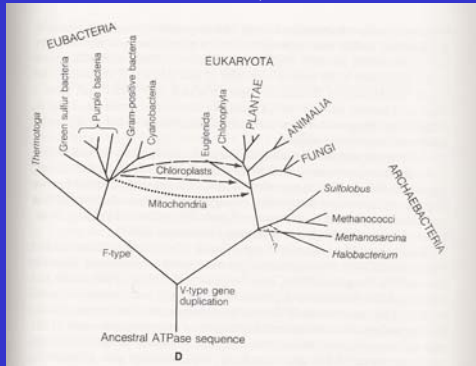 EUBACTERIA
Thermotoga
Green sulfur bacteria
Purple bacteria
Gram-positive bacteria
Cyanobacteria
EUKARYOTA
Euglenida
Chlorophyta
PLANTAE
ANIMALIA
FUNGI
ARCHAEBACTERIA
Chloroplasts
Mitochondria
Sulfolobus
Methanococci
Methanosarcina
Halobacterium
?
F-type
V-type gene
duplication
Ancestral ATPase sequence
D